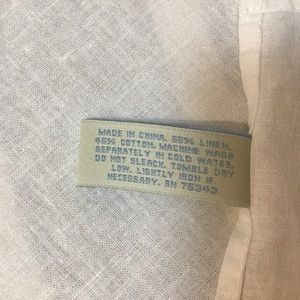 MADE IN CHINA. 55% LINEN,
45% COTTON. MACHINE WASH
SEPARATELY IN COLD WATER.
DO NOT BLEACH. TUMBLE DRY
LOW. LIGHTLY IRON IF
NECESSARY. RN 75343